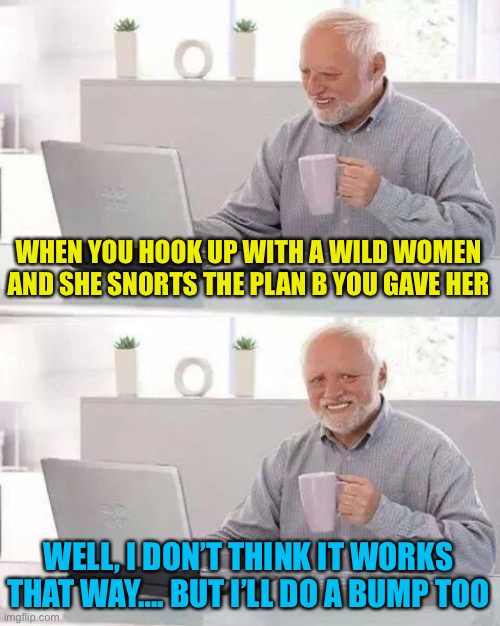 WHEN YOU HOOK UP WITH A WILD WOMEN
AND SHE SNORTS THE PLAN B YOU GAVE HER
WELL, I DON'T THINK IT WORKS
THAT WAY.... BUT I'LL DO A BUMP TOO
imgflip.com